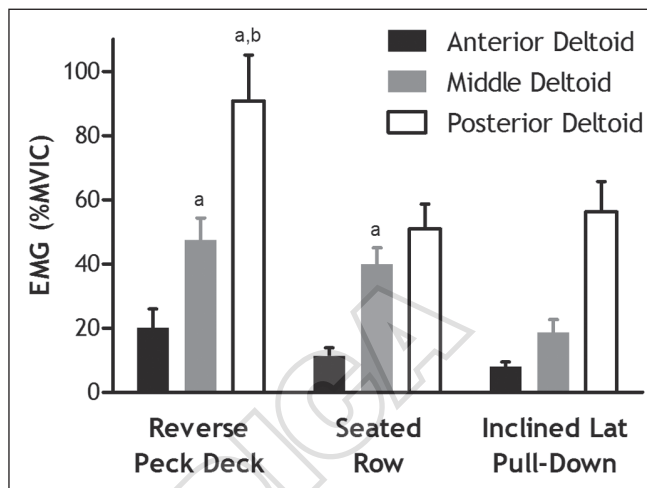 a,b
Anterior Deltoid
Middle Deltoid
Posterior Deltoid
EMG (%MVIC)
100
80
60
40
20
0
a
a
Reverse
Peck Deck
Seated
Row
Inclined Lat
Pull-Down
DICA